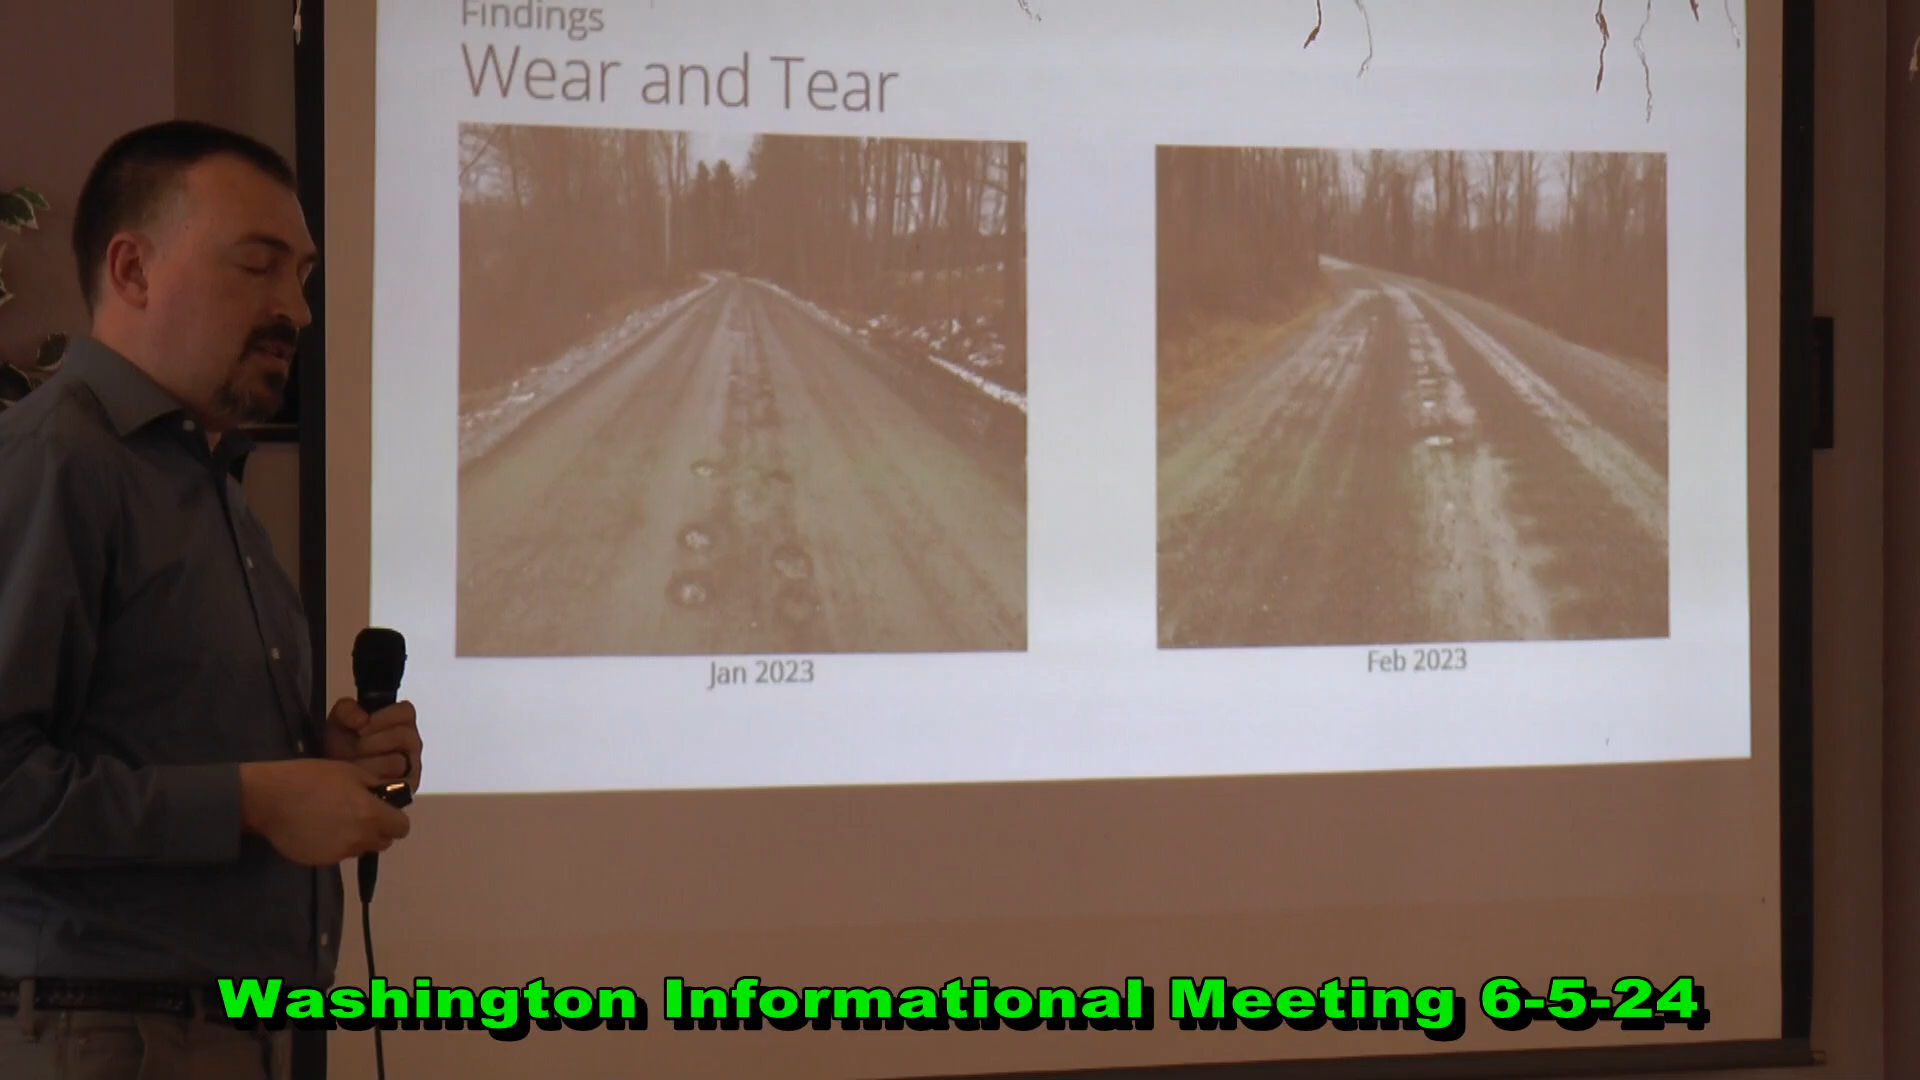 Findings
Wear and Tear
Jan 2023
Feb 2023
Washington Informational Meeting 6-5-24